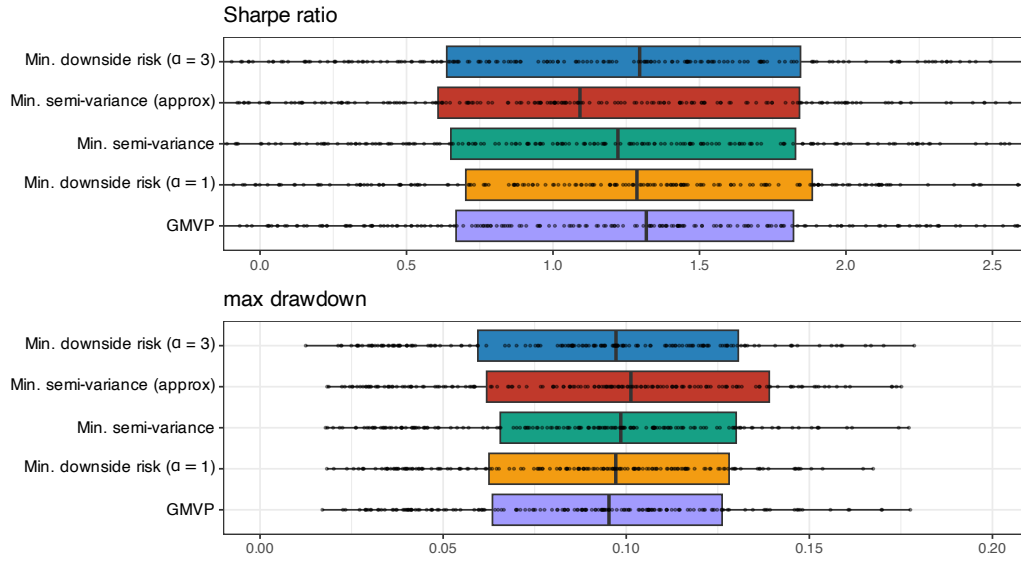 Sharpe ratio
Min. downside risk (α = 3)
Min. semi-variance (approx)
Min. semi-variance
Min. downside risk (α = 1)
GMVP
0.0 0.5 1.0 1.5 2.0 2.5
max drawdown
Min. downside risk (α = 3)
Min. semi-variance (approx)
Min. semi-variance
Min. downside risk (α = 1)
GMVP
0.00 0.05 0.10 0.15 0.20